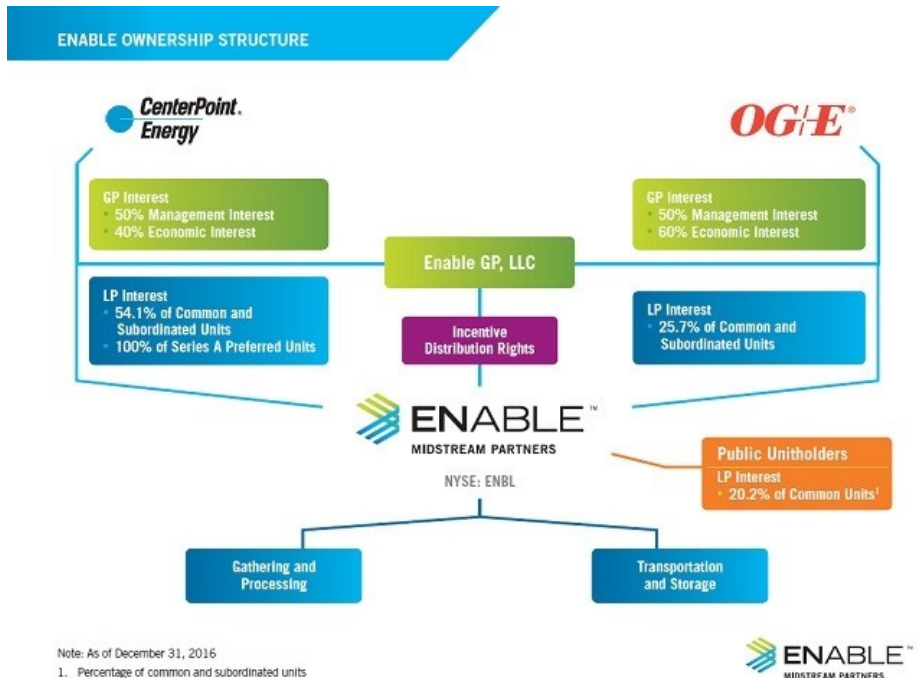 ENABLE OWNERSHIP STRUCTURE
CenterPoint.
Energy
OG/E®
GP Interest
• 50% Management Interest
• 40% Economic Interest
GP Interest
• 50% Management Interest
• 60% Economic Interest
Enable GP, LLC
LP Interest
• 54.1% of Common and
Subordinated Units
• 100% of Series A Preferred Units
Incentive
Distribution Rights
LP Interest
• 25.7% of Common and
Subordinated Units
ENABLE™
MIDSTREAM PARTNERS
NYSE: ENBL
Public Unitholders
LP Interest
• 20.2% of Common Units¹
Gathering and
Processing
Transportation
and Storage
Note: As of December 31, 2016
1. Percentage of common and subordinated units
ENABLE™
MIDSTREAM PARTNERS